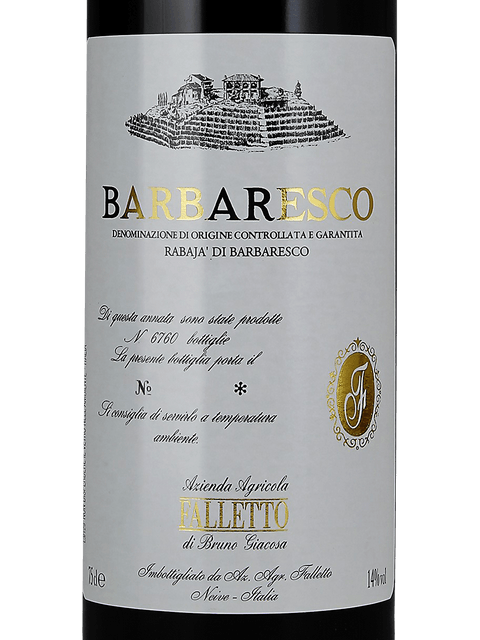 BARBARESCO
DENOMINAZIONE DI ORIGINE CONTROLLATA E GARANTITA
RABAJA' DI BARBARESCO
Di questa annata sono state prodotte
N 6760 bottiglie
La presente bottiglia porta il
No *
Si consiglia di servirlo a temperatura
ambiente.
F
Azienda Agricola
FALLETTO
di Bruno Giacosa
Imbottigliato da Az. Agr. Falletto
75cl e 14%vol
Neive - Italia